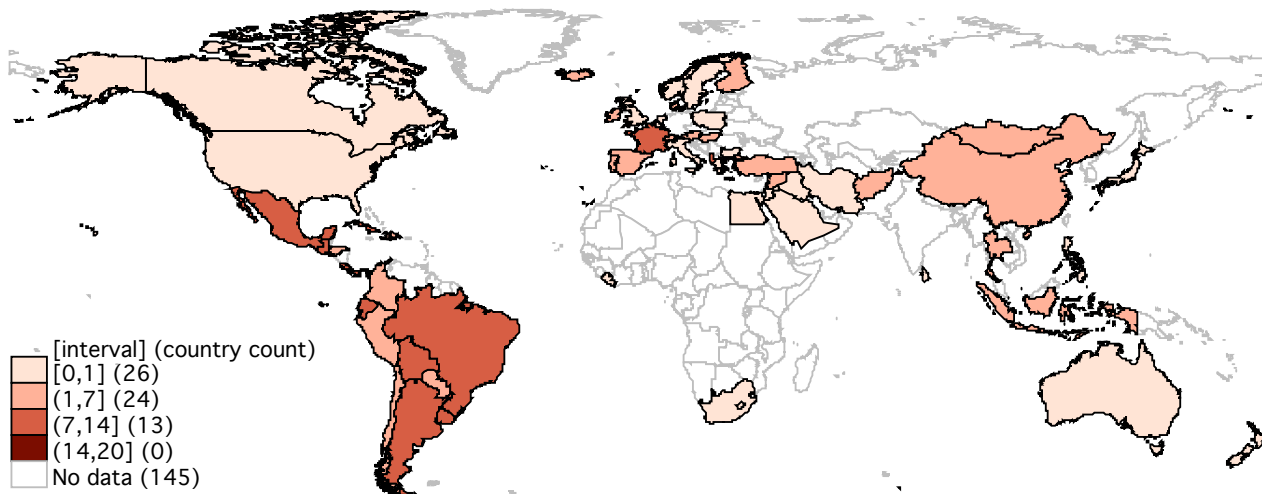 [interval] (country count)
[0,1] (26)
(1,7] (24)
(7,14] (13)
(14,20] (0)
No data (145)